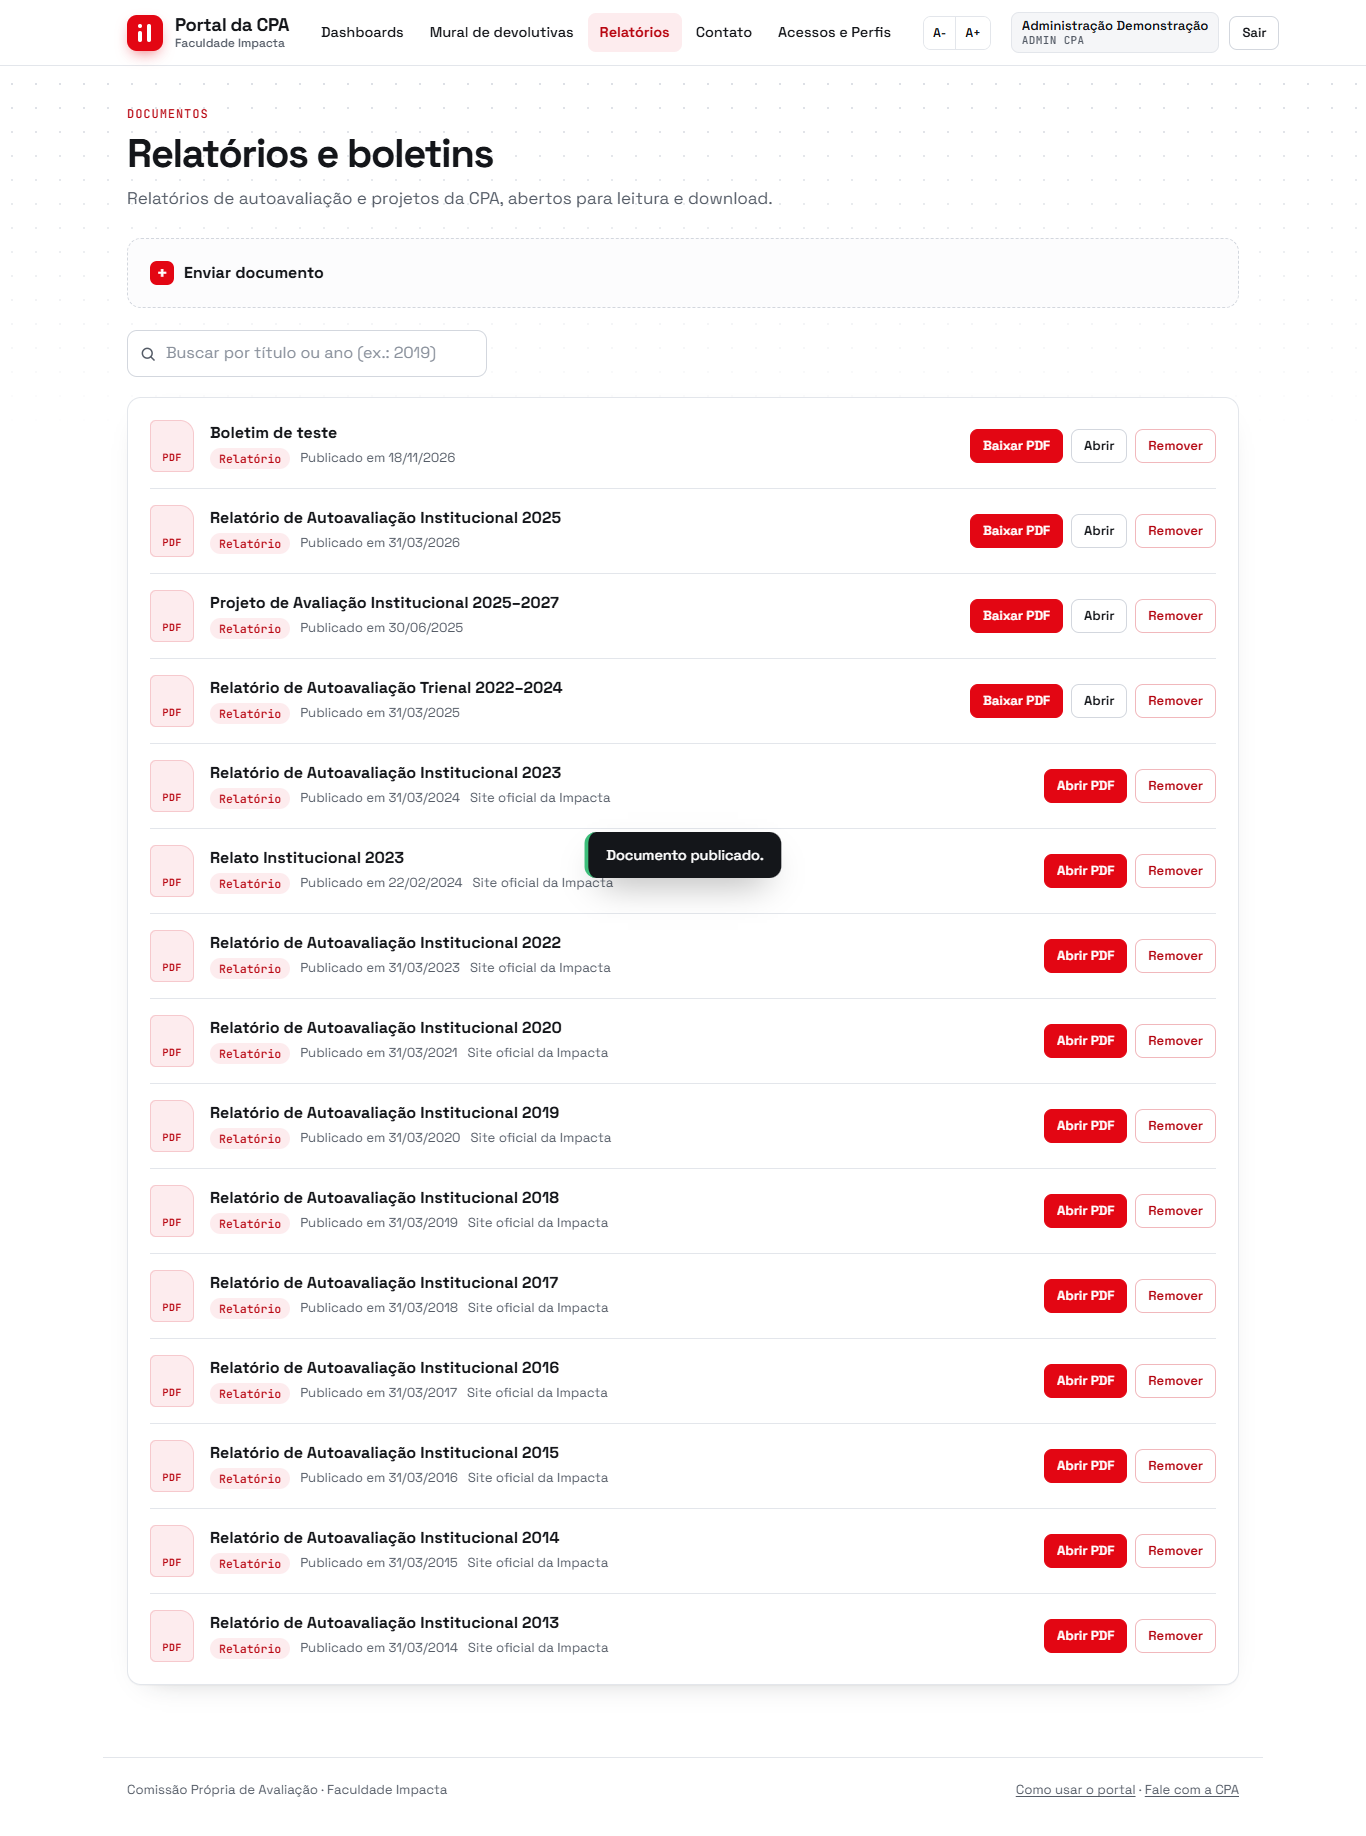 Portal da CPA
Faculdade Impacta
Dashboards
Mural de devolutivas
Relatórios
Contato
Acessos e Perfis
A-
A+
Administração Demonstração
ADMIN CPA
Sair
DOCUMENTOS
Relatórios e boletins
Relatórios de autoavaliação e projetos da CPA, abertos para leitura e download.
+ Enviar documento
Buscar por título ou ano (ex.: 2019)
PDF
Boletim de teste
Relatório Publicado em 18/11/2026
Baixar PDF Abrir Remover
PDF
Relatório de Autoavaliação Institucional 2025
Relatório Publicado em 31/03/2026
Baixar PDF Abrir Remover
PDF
Projeto de Avaliação Institucional 2025–2027
Relatório Publicado em 30/06/2025
Baixar PDF Abrir Remover
PDF
Relatório de Autoavaliação Trienal 2022–2024
Relatório Publicado em 31/03/2025
Baixar PDF Abrir Remover
PDF
Relatório de Autoavaliação Institucional 2023
Relatório Publicado em 31/03/2024 Site oficial da Impacta
Abrir PDF Remover
PDF
Relato Institucional 2023
Relatório Publicado em 22/02/2024 Site oficial da Impacta
Abrir PDF Remover
Documento publicado.
PDF
Relatório de Autoavaliação Institucional 2022
Relatório Publicado em 31/03/2023 Site oficial da Impacta
Abrir PDF Remover
PDF
Relatório de Autoavaliação Institucional 2020
Relatório Publicado em 31/03/2021 Site oficial da Impacta
Abrir PDF Remover
PDF
Relatório de Autoavaliação Institucional 2019
Relatório Publicado em 31/03/2020 Site oficial da Impacta
Abrir PDF Remover
PDF
Relatório de Autoavaliação Institucional 2018
Relatório Publicado em 31/03/2019 Site oficial da Impacta
Abrir PDF Remover
PDF
Relatório de Autoavaliação Institucional 2017
Relatório Publicado em 31/03/2018 Site oficial da Impacta
Abrir PDF Remover
PDF
Relatório de Autoavaliação Institucional 2016
Relatório Publicado em 31/03/2017 Site oficial da Impacta
Abrir PDF Remover
PDF
Relatório de Autoavaliação Institucional 2015
Relatório Publicado em 31/03/2016 Site oficial da Impacta
Abrir PDF Remover
PDF
Relatório de Autoavaliação Institucional 2014
Relatório Publicado em 31/03/2015 Site oficial da Impacta
Abrir PDF Remover
PDF
Relatório de Autoavaliação Institucional 2013
Relatório Publicado em 31/03/2014 Site oficial da Impacta
Abrir PDF Remover
Comissão Própria de Avaliação · Faculdade Impacta
Como usar o portal · Fale com a CPA